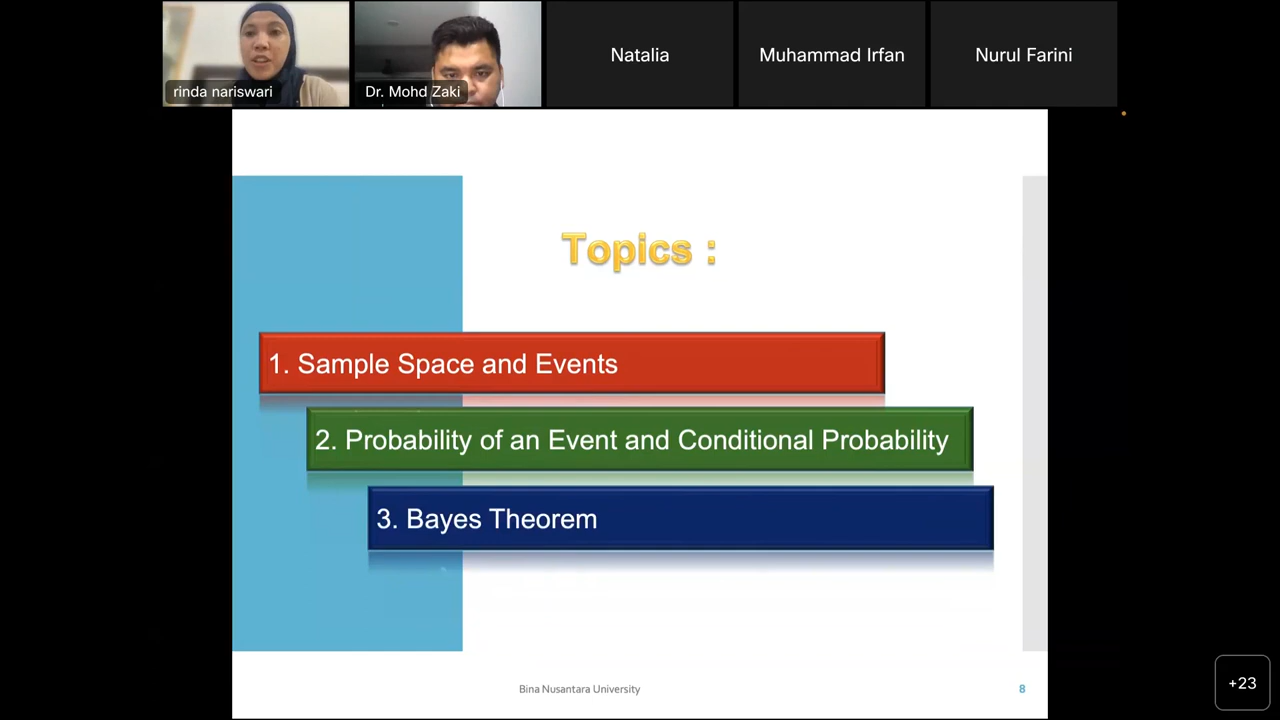 rinda nariswari
Dr. Mohd Zaki
Natalia
Muhammad Irfan
Nurul Farini
Topics :
1. Sample Space and Events
2. Probability of an Event and Conditional Probability
3. Bayes Theorem
Bina Nusantara University
8
+23